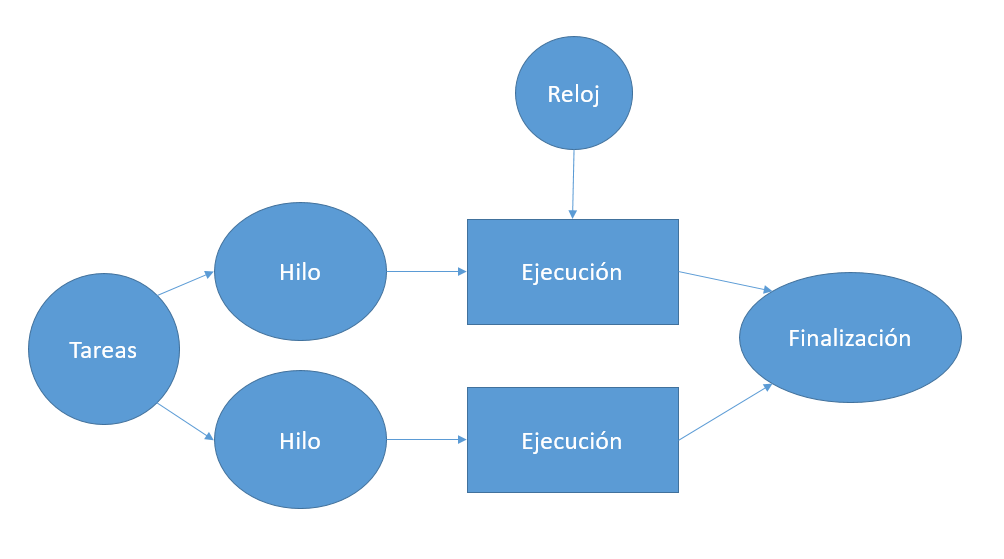 Reloj
Hilo
Ejecución
Tareas
Finalización
Hilo
Ejecución